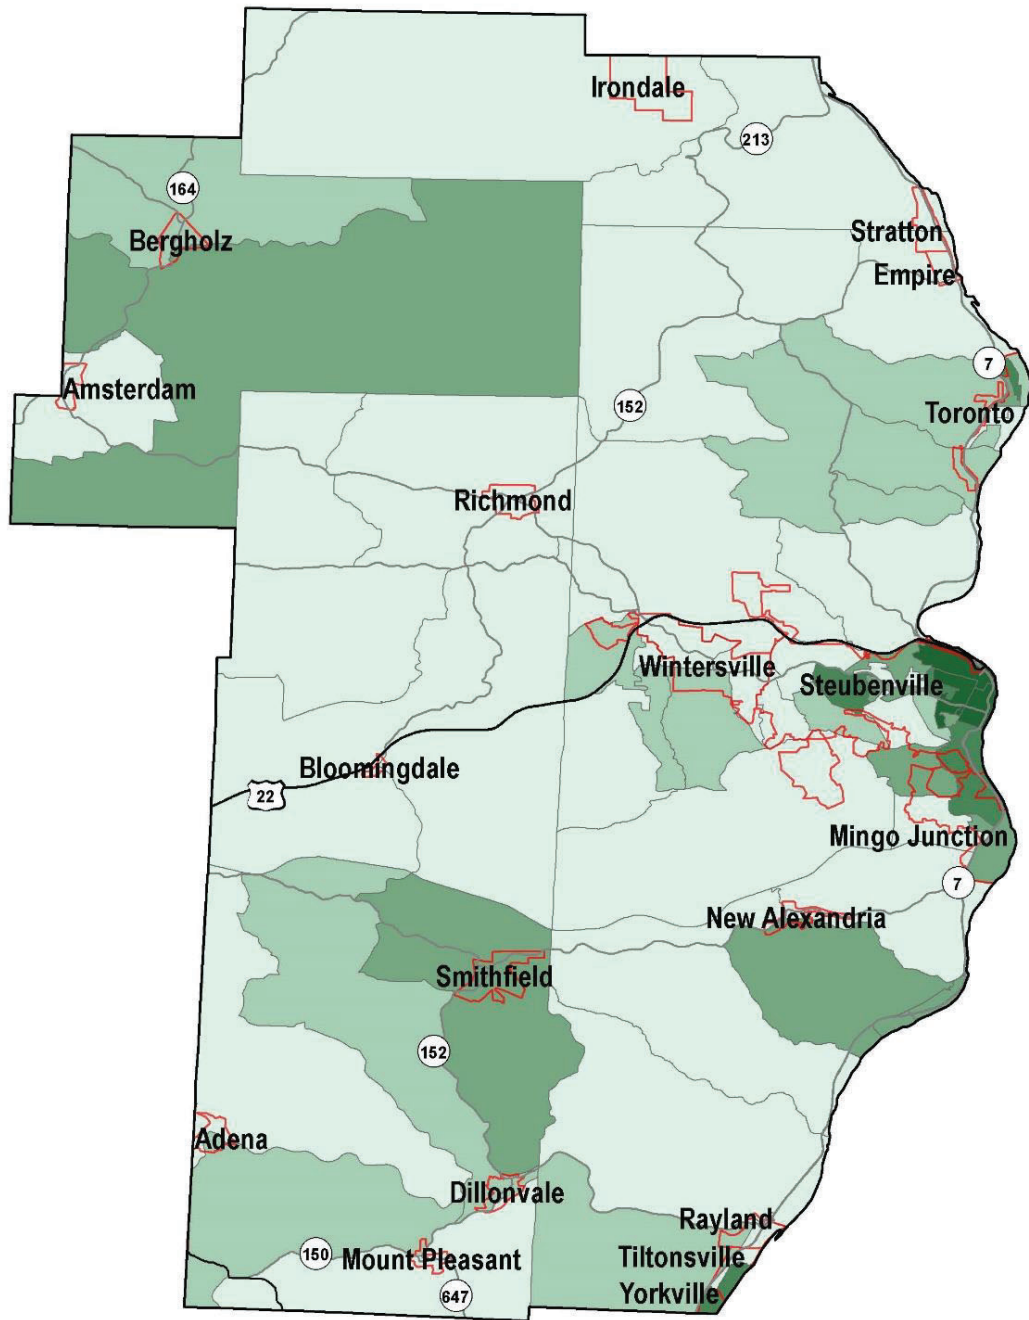 Irondale
213
164
Bergholz
Stratton
Empire
7
Amsterdam
152
Toronto
Richmond
Wintersville
Steubenville
Bloomingdale
22
Mingo Junction
7
New Alexandria
Smithfield
152
Adena
Dillonvale
Rayland
150
Mount Pleasant
Tiltonsville
647
Yorkville